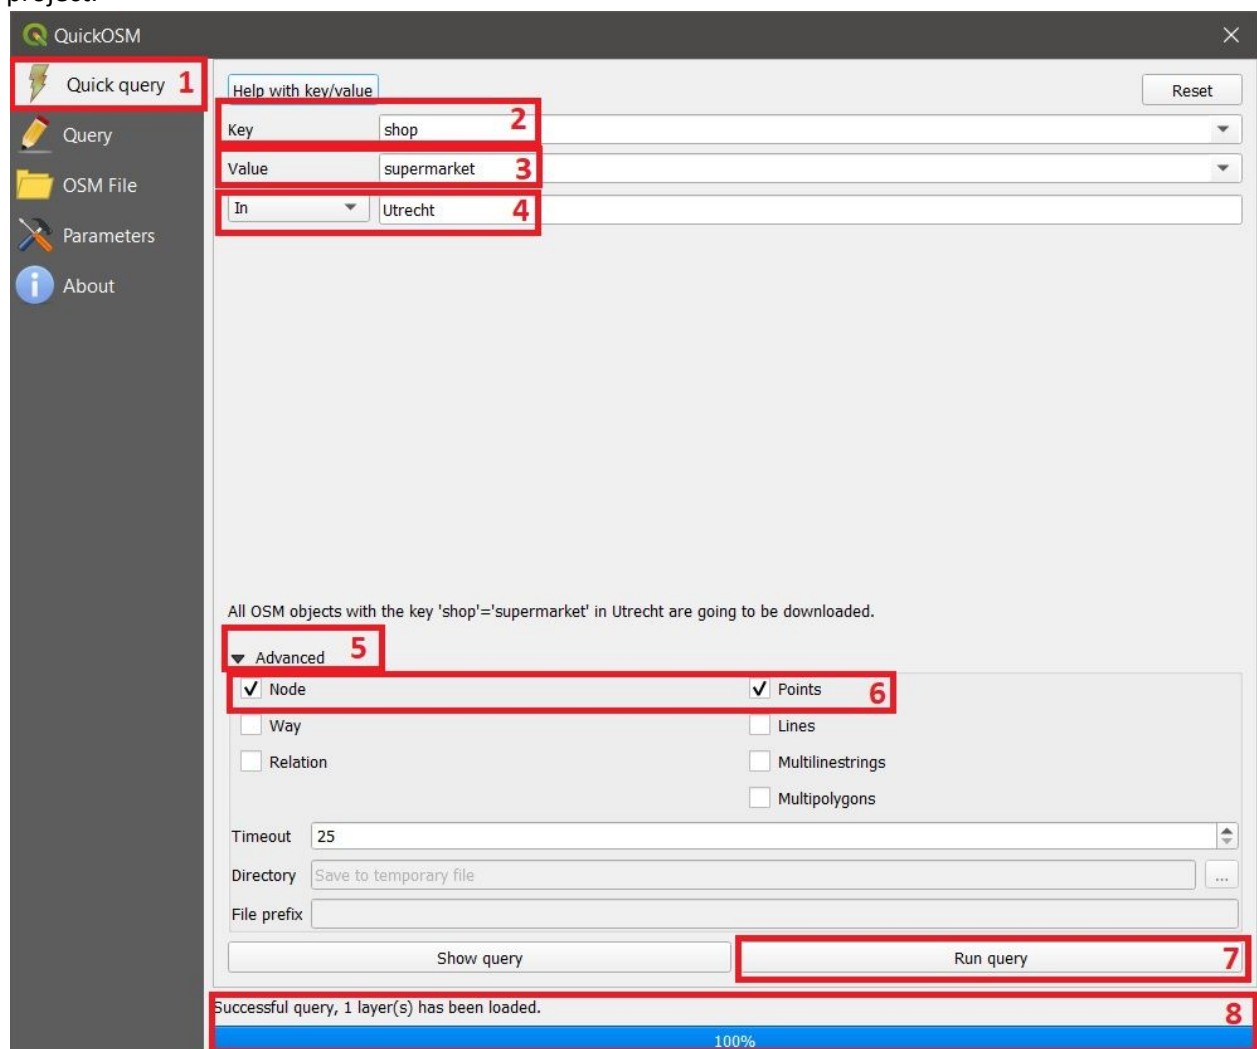 project.
QuickOSM
Quick query 1
Query
OSM File
Parameters
About
Help with key/value Reset
Key shop 2
Value supermarket 3
In Utrecht 4
All OSM objects with the key 'shop'='supermarket' in Utrecht are going to be downloaded.
Advanced 5
Node Points 6
Way Lines
Relation Multilinestrings
Multipolygons
Timeout 25
Directory Save to temporary file ...
File prefix
Show query Run query 7
Successful query, 1 layer(s) has been loaded. 8
100%